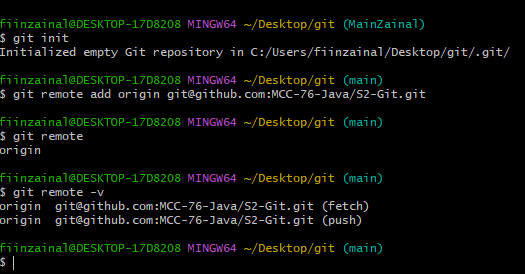 fiinzainal@DESKTOP-17D8208 MINGW64 ~/Desktop/git (MainZainal)
$ git init
Initialized empty Git repository in C:/Users/fiinzainal/Desktop/git/.git/
fiinzainal@DESKTOP-17D8208 MINGW64 ~/Desktop/git (main)
$ git remote add origin git@github.com:MCC-76-Java/S2-Git.git
fiinzainal@DESKTOP-17D8208 MINGW64 ~/Desktop/git (main)
$ git remote
origin
fiinzainal@DESKTOP-17D8208 MINGW64 ~/Desktop/git (main)
$ git remote -v
origin  git@github.com:MCC-76-Java/S2-Git.git (fetch)
origin  git@github.com:MCC-76-Java/S2-Git.git (push)
fiinzainal@DESKTOP-17D8208 MINGW64 ~/Desktop/git (main)
$